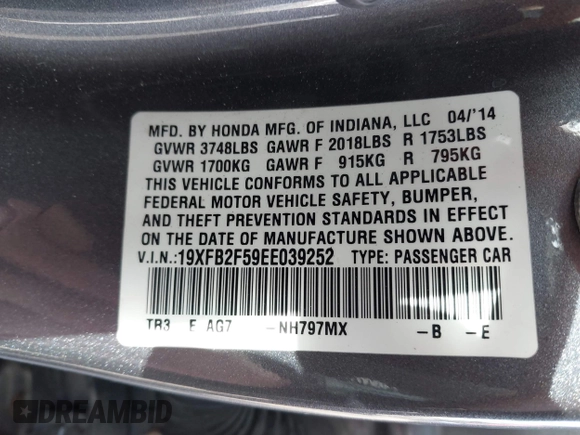 MFD. BY HONDA MFG. OF INDIANA, LLC 04/'14
GVWR 3748LBS GAWR F 2018LBS R 1753LBS
GVWR 1700KG GAWR F 915KG R 795KG
THIS VEHICLE CONFORMS TO ALL APPLICABLE
FEDERAL MOTOR VEHICLE SAFETY, BUMPER,
AND THEFT PREVENTION STANDARDS IN EFFECT
ON THE DATE OF MANUFACTURE SHOWN ABOVE.
V.I.N.:19XFB2F59EE039252 TYPE: PASSENGER CAR
TR3 E AG7 -NH797MX -B -E
DREAMBID